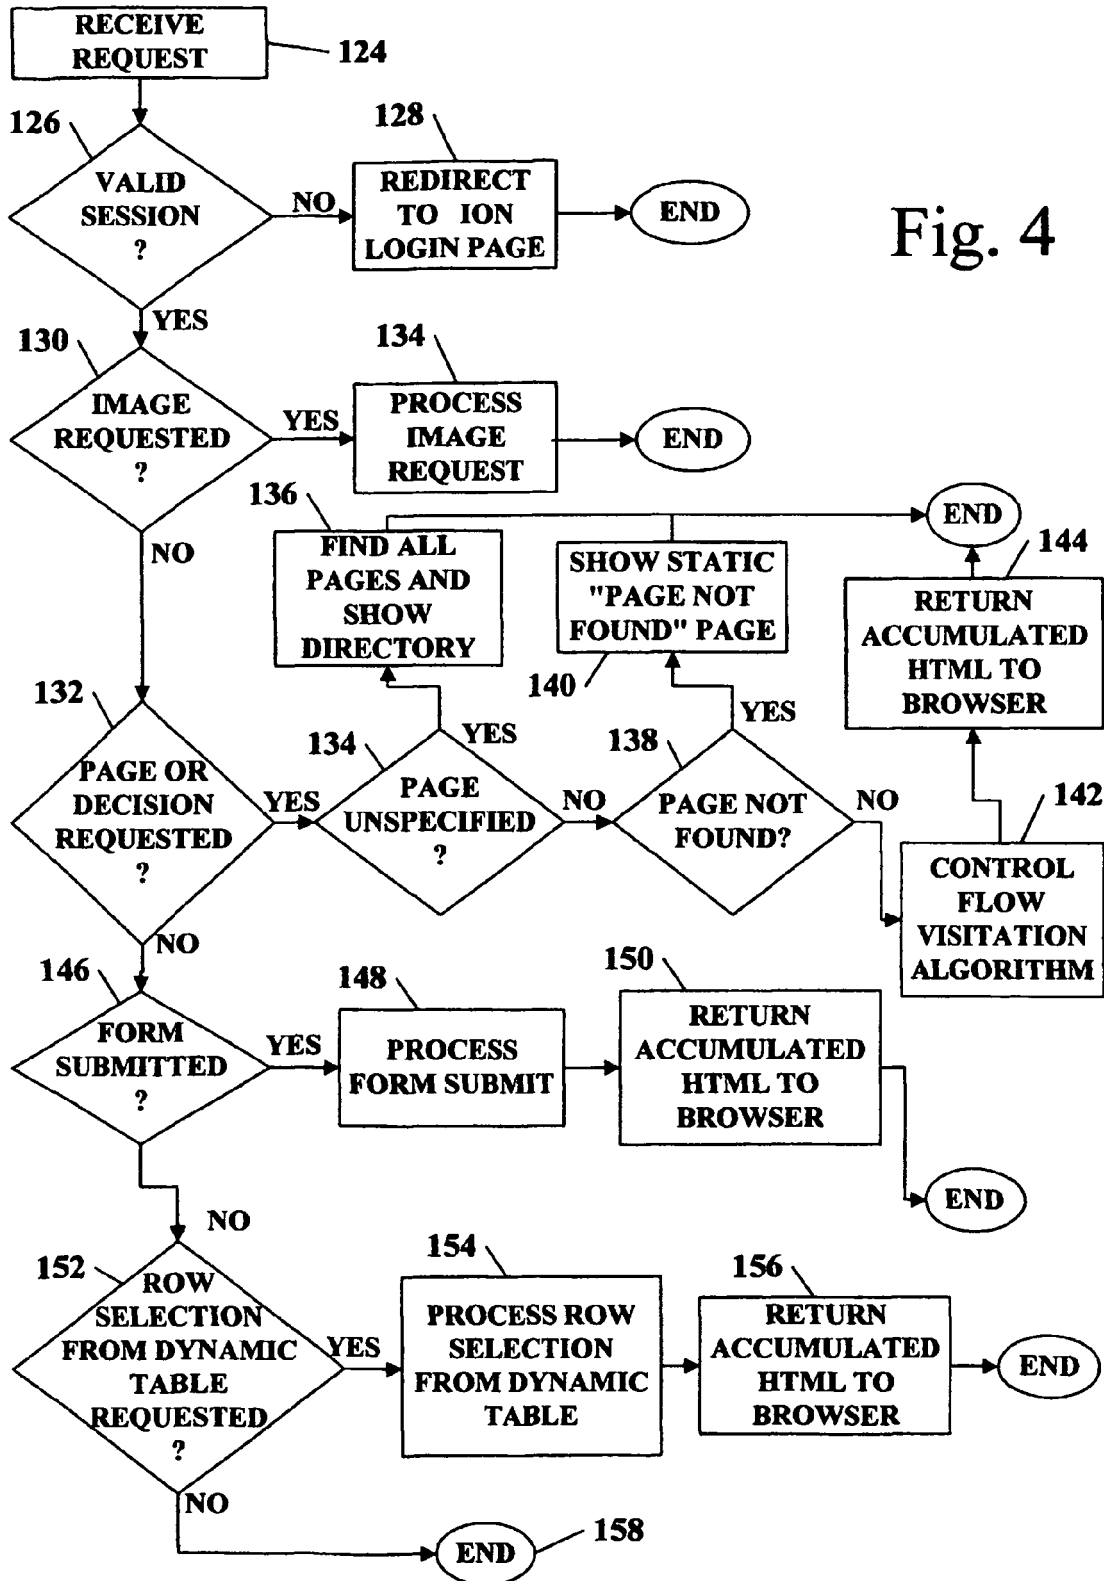 RECEIVE
REQUEST
124
126
VALID
SESSION
?
NO
128
REDIRECT
TO ION
LOGIN PAGE
END
Fig. 4
YES
130
IMAGE
REQUESTED
?
YES
134
PROCESS
IMAGE
REQUEST
END
NO
136
FIND ALL
PAGES AND
SHOW
DIRECTORY
SHOW STATIC
"PAGE NOT
FOUND" PAGE
140
END
144
RETURN
ACCUMULATED
HTML TO
BROWSER
132
PAGE OR
DECISION
REQUESTED
?
YES
134
PAGE
UNSPECIFIED
?
YES
NO
138
PAGE NOT
FOUND?
YES
NO
142
CONTROL
FLOW
VISITATION
ALGORITHM
NO
146
FORM
SUBMITTED
?
YES
148
PROCESS
FORM SUBMIT
150
RETURN
ACCUMULATED
HTML TO
BROWSER
END
NO
152
ROW
SELECTION
FROM DYNAMIC
TABLE
REQUESTED
?
YES
154
PROCESS ROW
SELECTION
FROM DYNAMIC
TABLE
156
RETURN
ACCUMULATED
HTML TO
BROWSER
END
NO
END
158